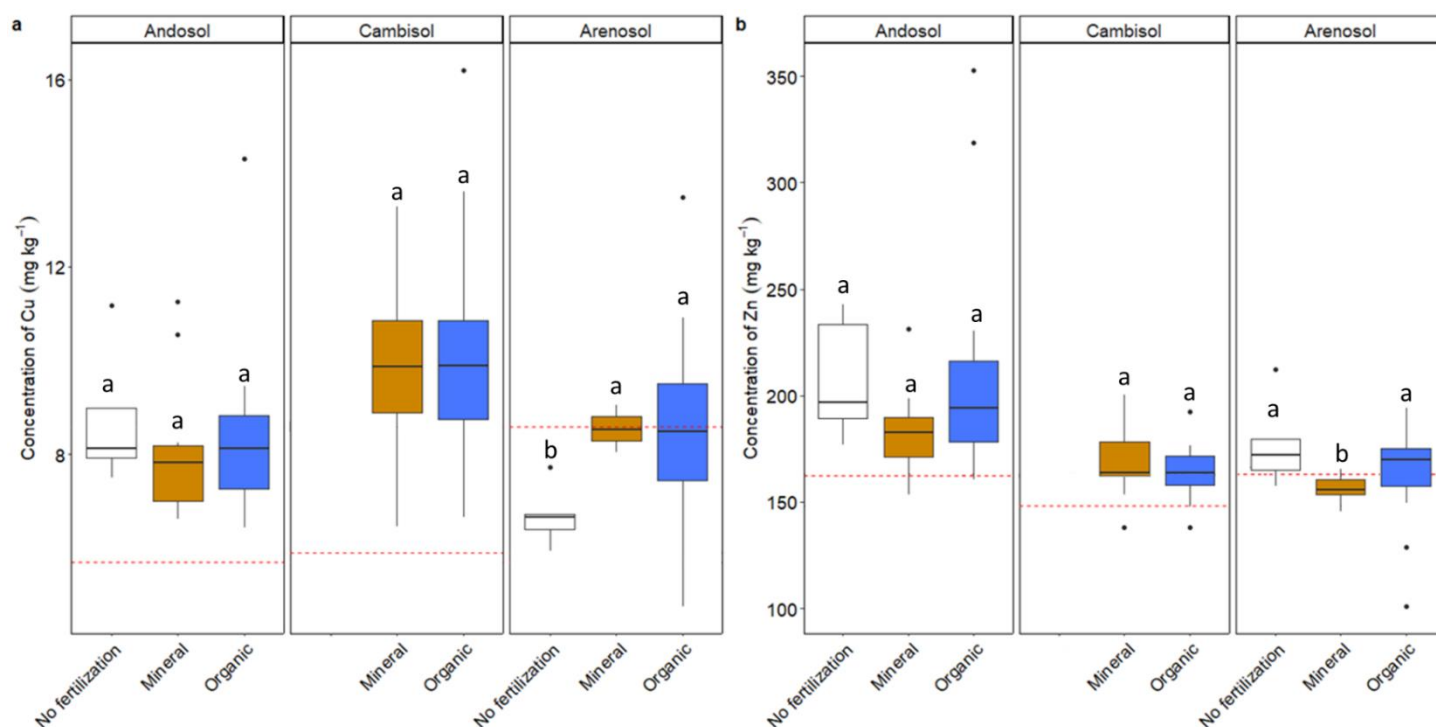 a
Andosol Cambisol Arenosol
Concentration of Cu (mg kg⁻¹)
16
12
8
a a a
a a
b a a
No fertilization Mineral Organic
Mineral Organic
No fertilization Mineral Organic
b
Andosol Cambisol Arenosol
Concentration of Zn (mg kg⁻¹)
350
300
250
200
150
100
a a a
a a
a b a
No fertilization Mineral Organic
Mineral Organic
No fertilization Mineral Organic